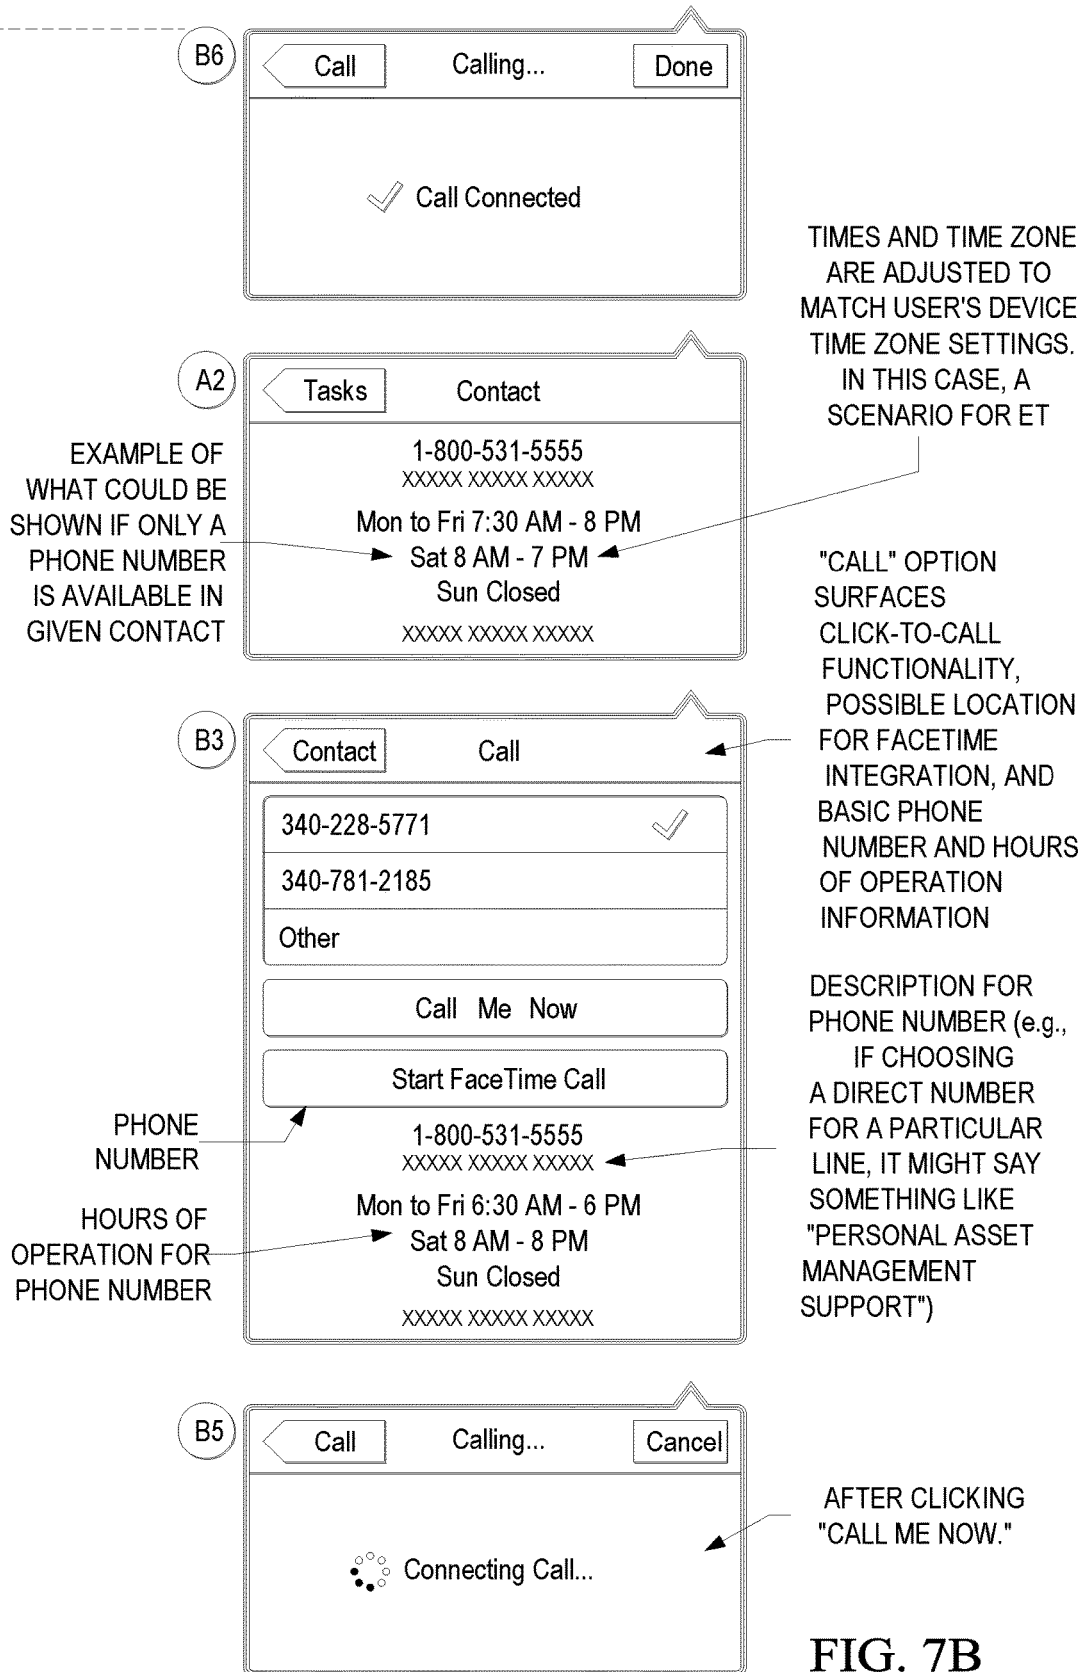 B6
Call Calling... Done
Call Connected
TIMES AND TIME ZONE
ARE ADJUSTED TO
MATCH USER'S DEVICE
TIME ZONE SETTINGS.
IN THIS CASE, A
SCENARIO FOR ET
A2
Tasks Contact
1-800-531-5555
XXXXX XXXXX XXXXX
Mon to Fri 7:30 AM - 8 PM
Sat 8 AM - 7 PM
Sun Closed
XXXXX XXXXX XXXXX
EXAMPLE OF
WHAT COULD BE
SHOWN IF ONLY A
PHONE NUMBER
IS AVAILABLE IN
GIVEN CONTACT
"CALL" OPTION
SURFACES
CLICK-TO-CALL
FUNCTIONALITY,
POSSIBLE LOCATION
FOR FACETIME
INTEGRATION, AND
BASIC PHONE
NUMBER AND HOURS
OF OPERATION
INFORMATION
B3
Contact Call
340-228-5771
340-781-2185
Other
Call Me Now
Start FaceTime Call
1-800-531-5555
XXXXX XXXXX XXXXX
Mon to Fri 6:30 AM - 6 PM
Sat 8 AM - 8 PM
Sun Closed
XXXXX XXXXX XXXXX
PHONE
NUMBER
HOURS OF
OPERATION FOR
PHONE NUMBER
DESCRIPTION FOR
PHONE NUMBER (e.g.,
IF CHOOSING
A DIRECT NUMBER
FOR A PARTICULAR
LINE, IT MIGHT SAY
SOMETHING LIKE
"PERSONAL ASSET
MANAGEMENT
SUPPORT")
B5
Call Calling... Cancel
Connecting Call...
AFTER CLICKING
"CALL ME NOW."
FIG. 7B